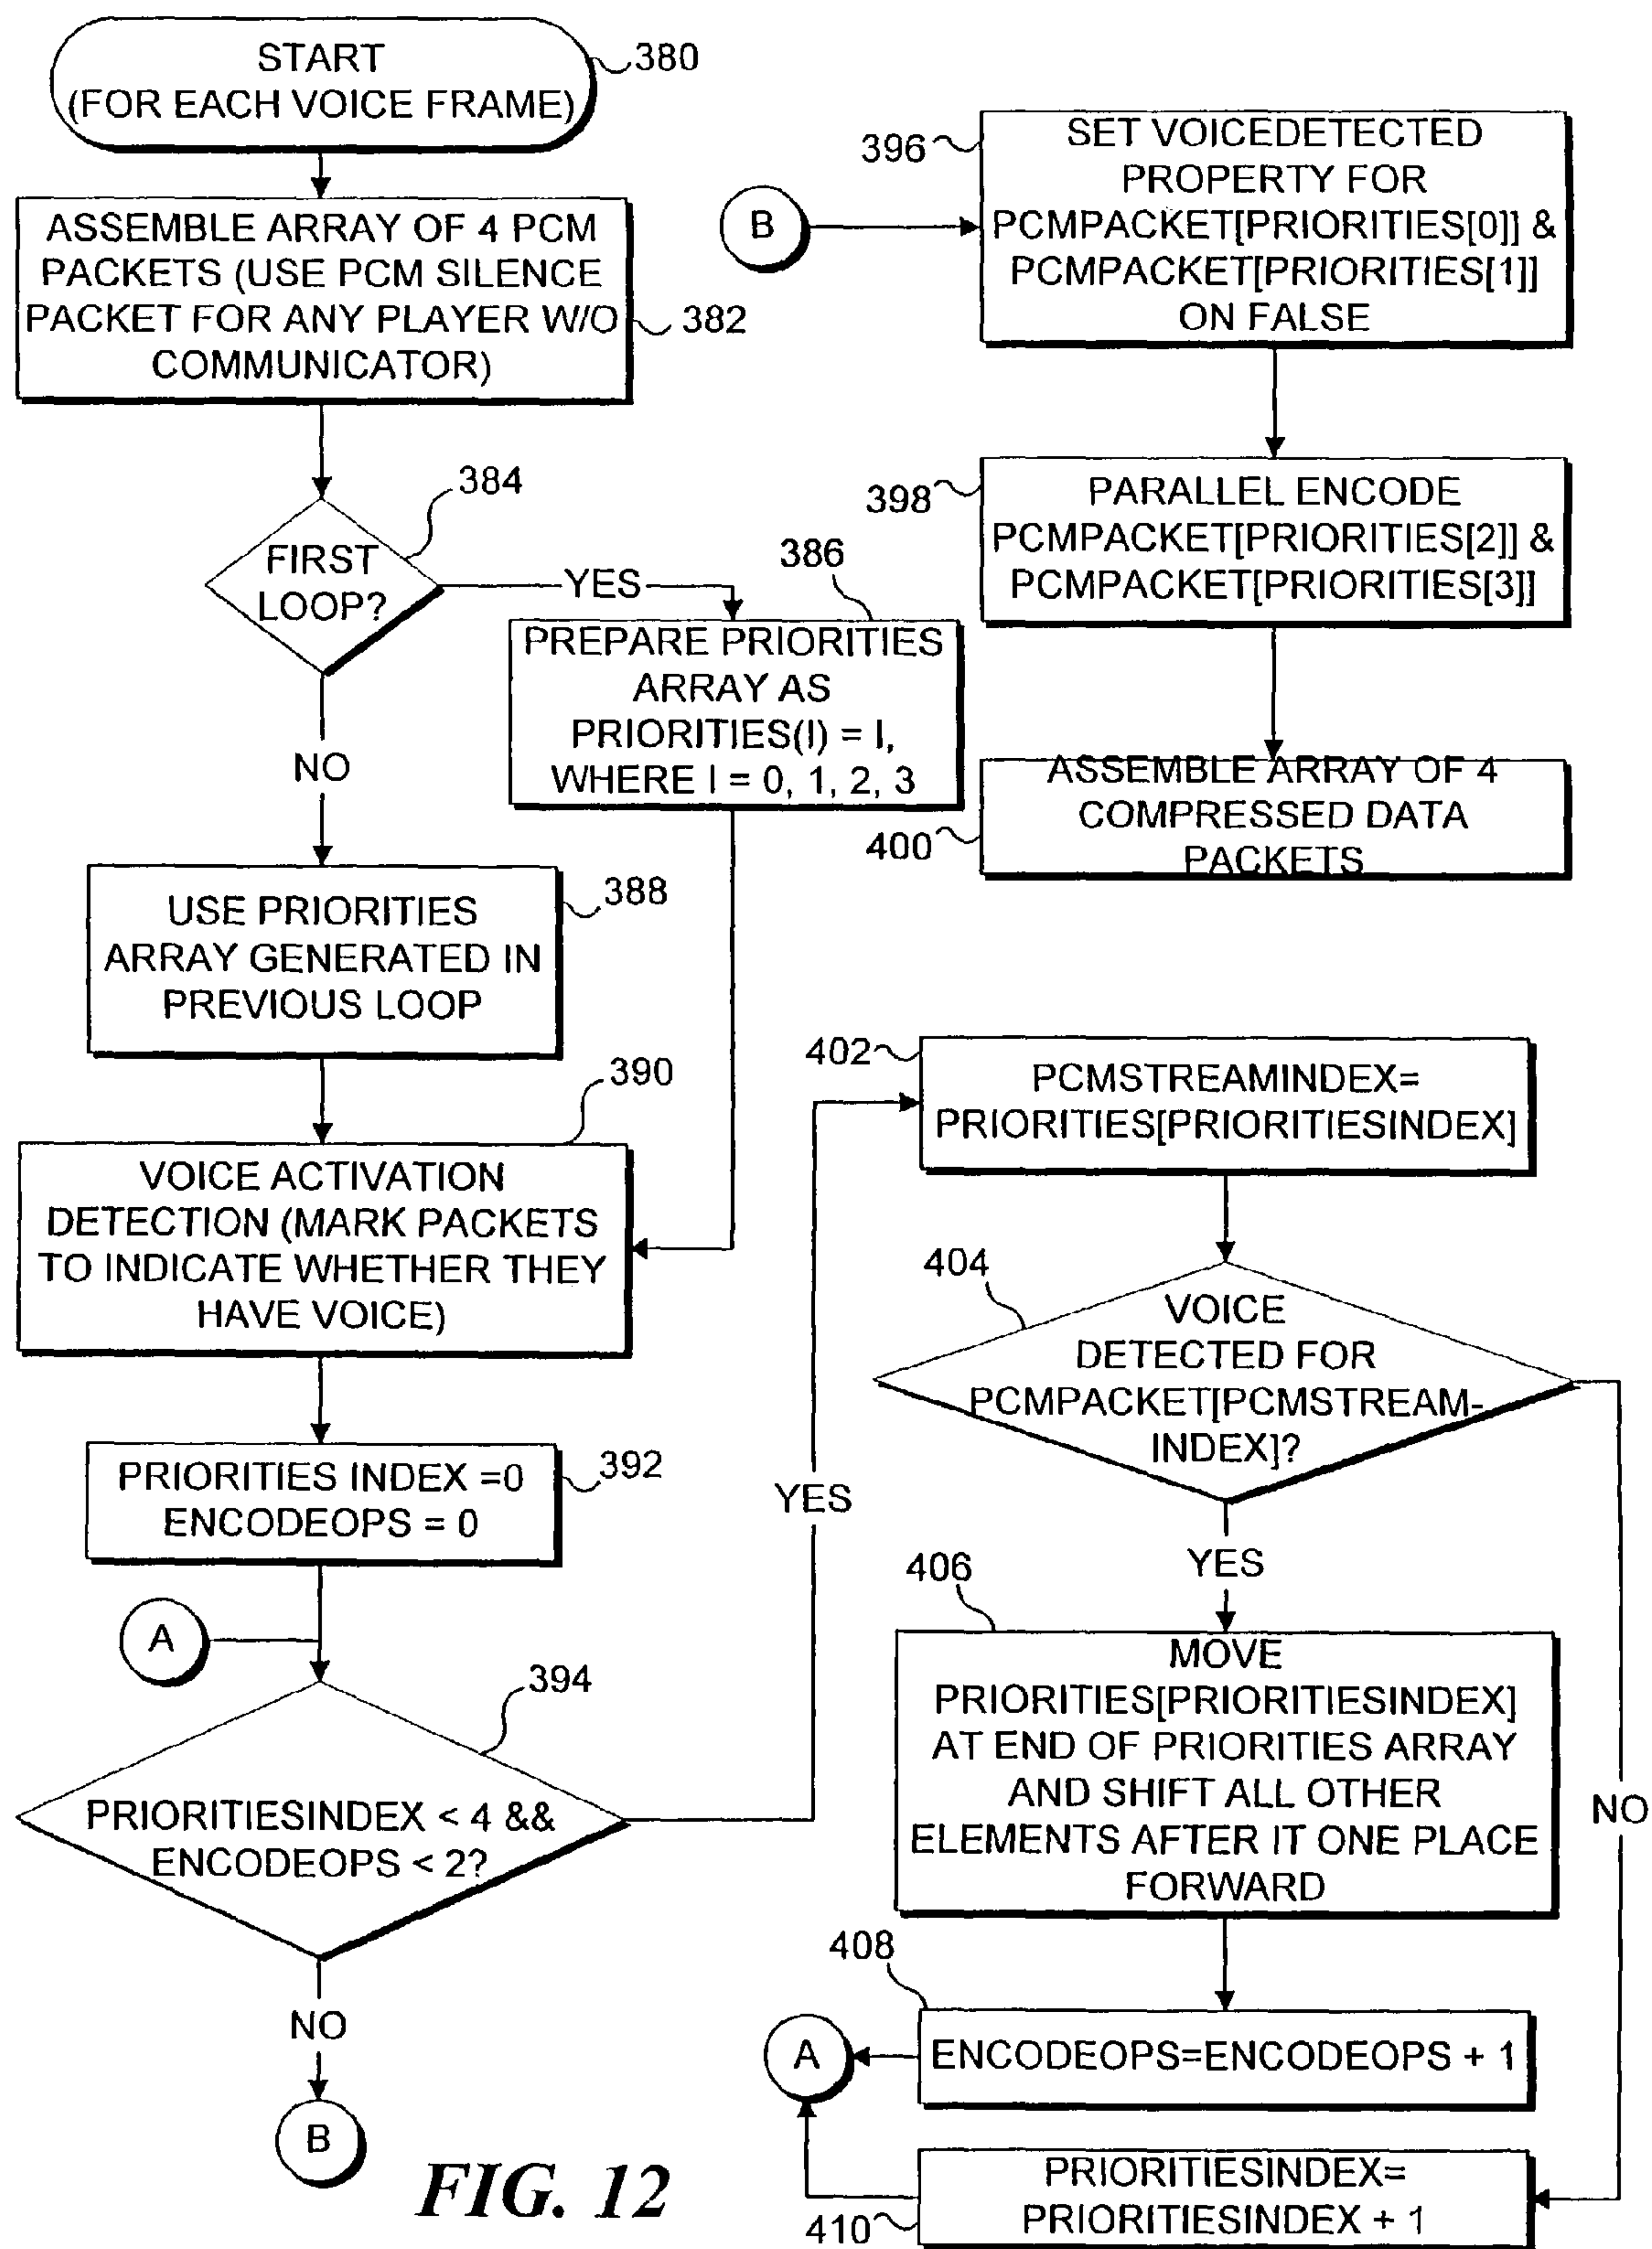 START
(FOR EACH VOICE FRAME)
380
ASSEMBLE ARRAY OF 4 PCM
PACKETS (USE PCM SILENCE
PACKET FOR ANY PLAYER W/O
COMMUNICATOR)
382
384
FIRST
LOOP?
YES
NO
386
PREPARE PRIORITIES
ARRAY AS
PRIORITIES(I) = I,
WHERE I = 0, 1, 2, 3
388
USE PRIORITIES
ARRAY GENERATED IN
PREVIOUS LOOP
390
VOICE ACTIVATION
DETECTION (MARK PACKETS
TO INDICATE WHETHER THEY
HAVE VOICE)
392
PRIORITIES INDEX =0
ENCODEOPS = 0
A
394
PRIORITIESINDEX < 4 &&
ENCODEOPS < 2?
YES
NO
B
B
396
SET VOICEDETECTED
PROPERTY FOR
PCMPACKET[PRIORITIES[0]] &
PCMPACKET[PRIORITIES[1]]
ON FALSE
398
PARALLEL ENCODE
PCMPACKET[PRIORITIES[2]] &
PCMPACKET[PRIORITIES[3]]
400
ASSEMBLE ARRAY OF 4
COMPRESSED DATA
PACKETS
402
PCMSTREAMINDEX=
PRIORITIES[PRIORITIESINDEX]
404
VOICE
DETECTED FOR
PCMPACKET[PCMSTREAM-
INDEX]?
YES
NO
406
MOVE
PRIORITIES[PRIORITIESINDEX]
AT END OF PRIORITIES ARRAY
AND SHIFT ALL OTHER
ELEMENTS AFTER IT ONE PLACE
FORWARD
408
ENCODEOPS=ENCODEOPS + 1
A
410
PRIORITIESINDEX=
PRIORITIESINDEX + 1
FIG. 12